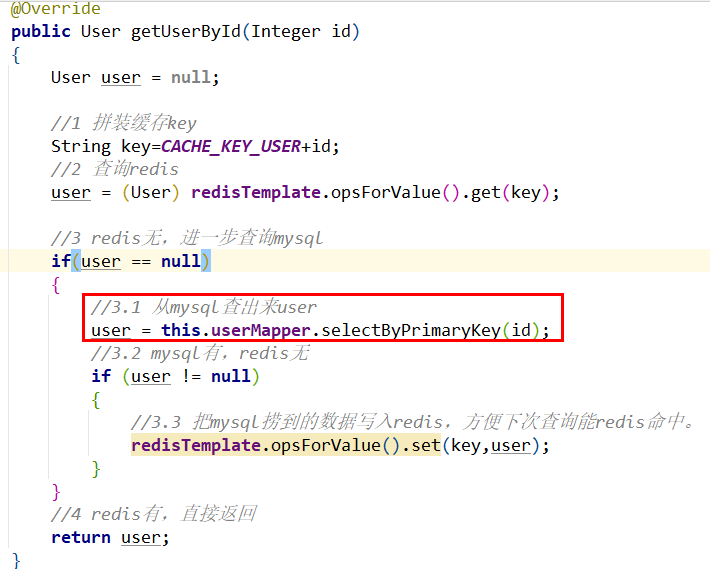 @Override
public User getUserById(Integer id)
{
User user = null;
//1 拼装缓存key
String key=CACHE_KEY_USER+id;
//2 查询redis
user = (User) redisTemplate.opsForValue().get(key);
//3 redis无，进一步查询mysql
if(user == null)
{
//3.1 从mysql查出来user
user = this.userMapper.selectByPrimaryKey(id);
//3.2 mysql有，redis无
if (user != null)
{
//3.3 把mysql捞到的数据写入redis，方便下次查询能redis命中。
redisTemplate.opsForValue().set(key,user);
}
}
//4 redis有，直接返回
return user;
}